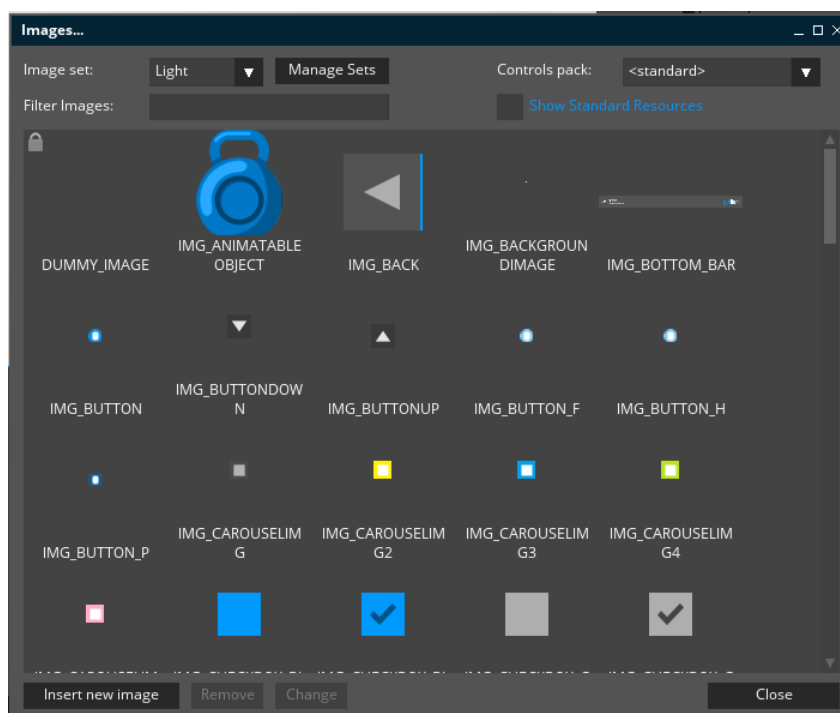 Images...
Image set:
Light
Manage Sets
Controls pack:
<standard>
Filter Images:
Show Standard Resources
DUMMY_IMAGE
IMG_ANIMATABLE
OBJECT
IMG_BACK
IMG_BACKGROUN
DIMAGE
IMG_BOTTOM_BAR
IMG_BUTTON
IMG_BUTTONDOW
N
IMG_BUTTONUP
IMG_BUTTON_F
IMG_BUTTON_H
IMG_BUTTON_P
IMG_CAROUSELIM
G
IMG_CAROUSELIM
G2
IMG_CAROUSELIM
G3
IMG_CAROUSELIM
G4
Insert new image
Remove
Change
Close